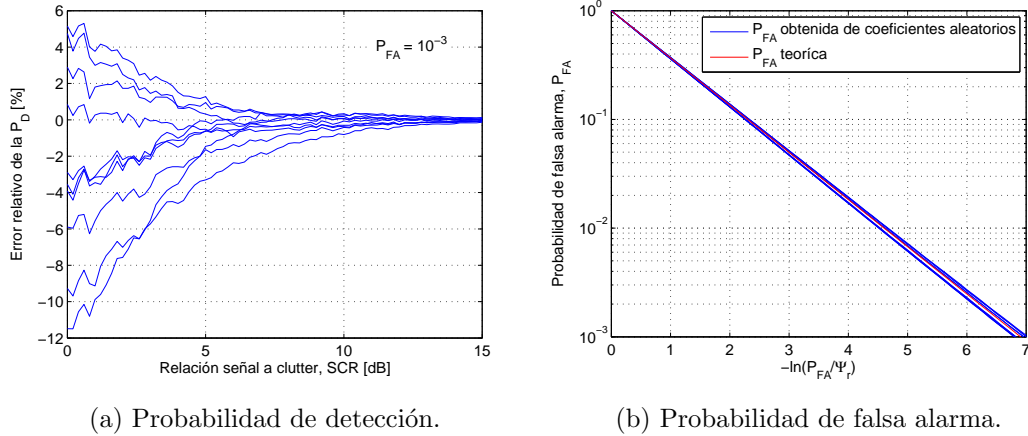 6
4
2
0
−2
−4
−6
−8
−10
−12
Error relativo de la P_D [%]
P_FA = 10^−3
0 5 10 15
Relación señal a clutter, SCR [dB]
(a) Probabilidad de detección.
10^0
10^−1
10^−2
10^−3
Probabilidad de falsa alarma, P_FA
P_FA obtenida de coeficientes aleatorios
P_FA teoríca
0 1 2 3 4 5 6 7
−ln(P_FA/Ψ_r)
(b) Probabilidad de falsa alarma.